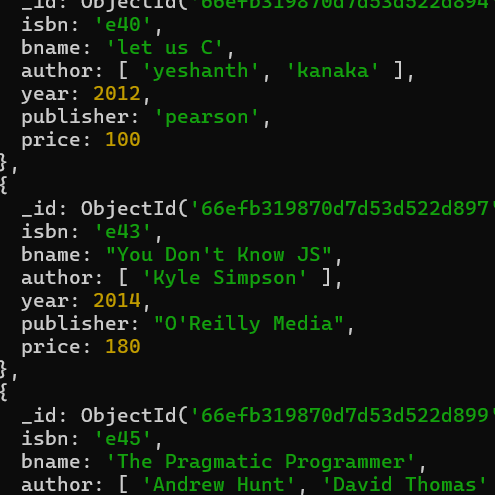 _id: ObjectId('66efb319870d7d53d522d894'
isbn: 'e40',
bname: 'let us C',
author: [ 'yeshanth', 'kanaka' ],
year: 2012,
publisher: 'pearson',
price: 100
},
{
_id: ObjectId('66efb319870d7d53d522d897'
isbn: 'e43',
bname: "You Don't Know JS",
author: [ 'Kyle Simpson' ],
year: 2014,
publisher: "O'Reilly Media",
price: 180
},
{
_id: ObjectId('66efb319870d7d53d522d899'
isbn: 'e45',
bname: 'The Pragmatic Programmer',
author: [ 'Andrew Hunt', 'David Thomas'